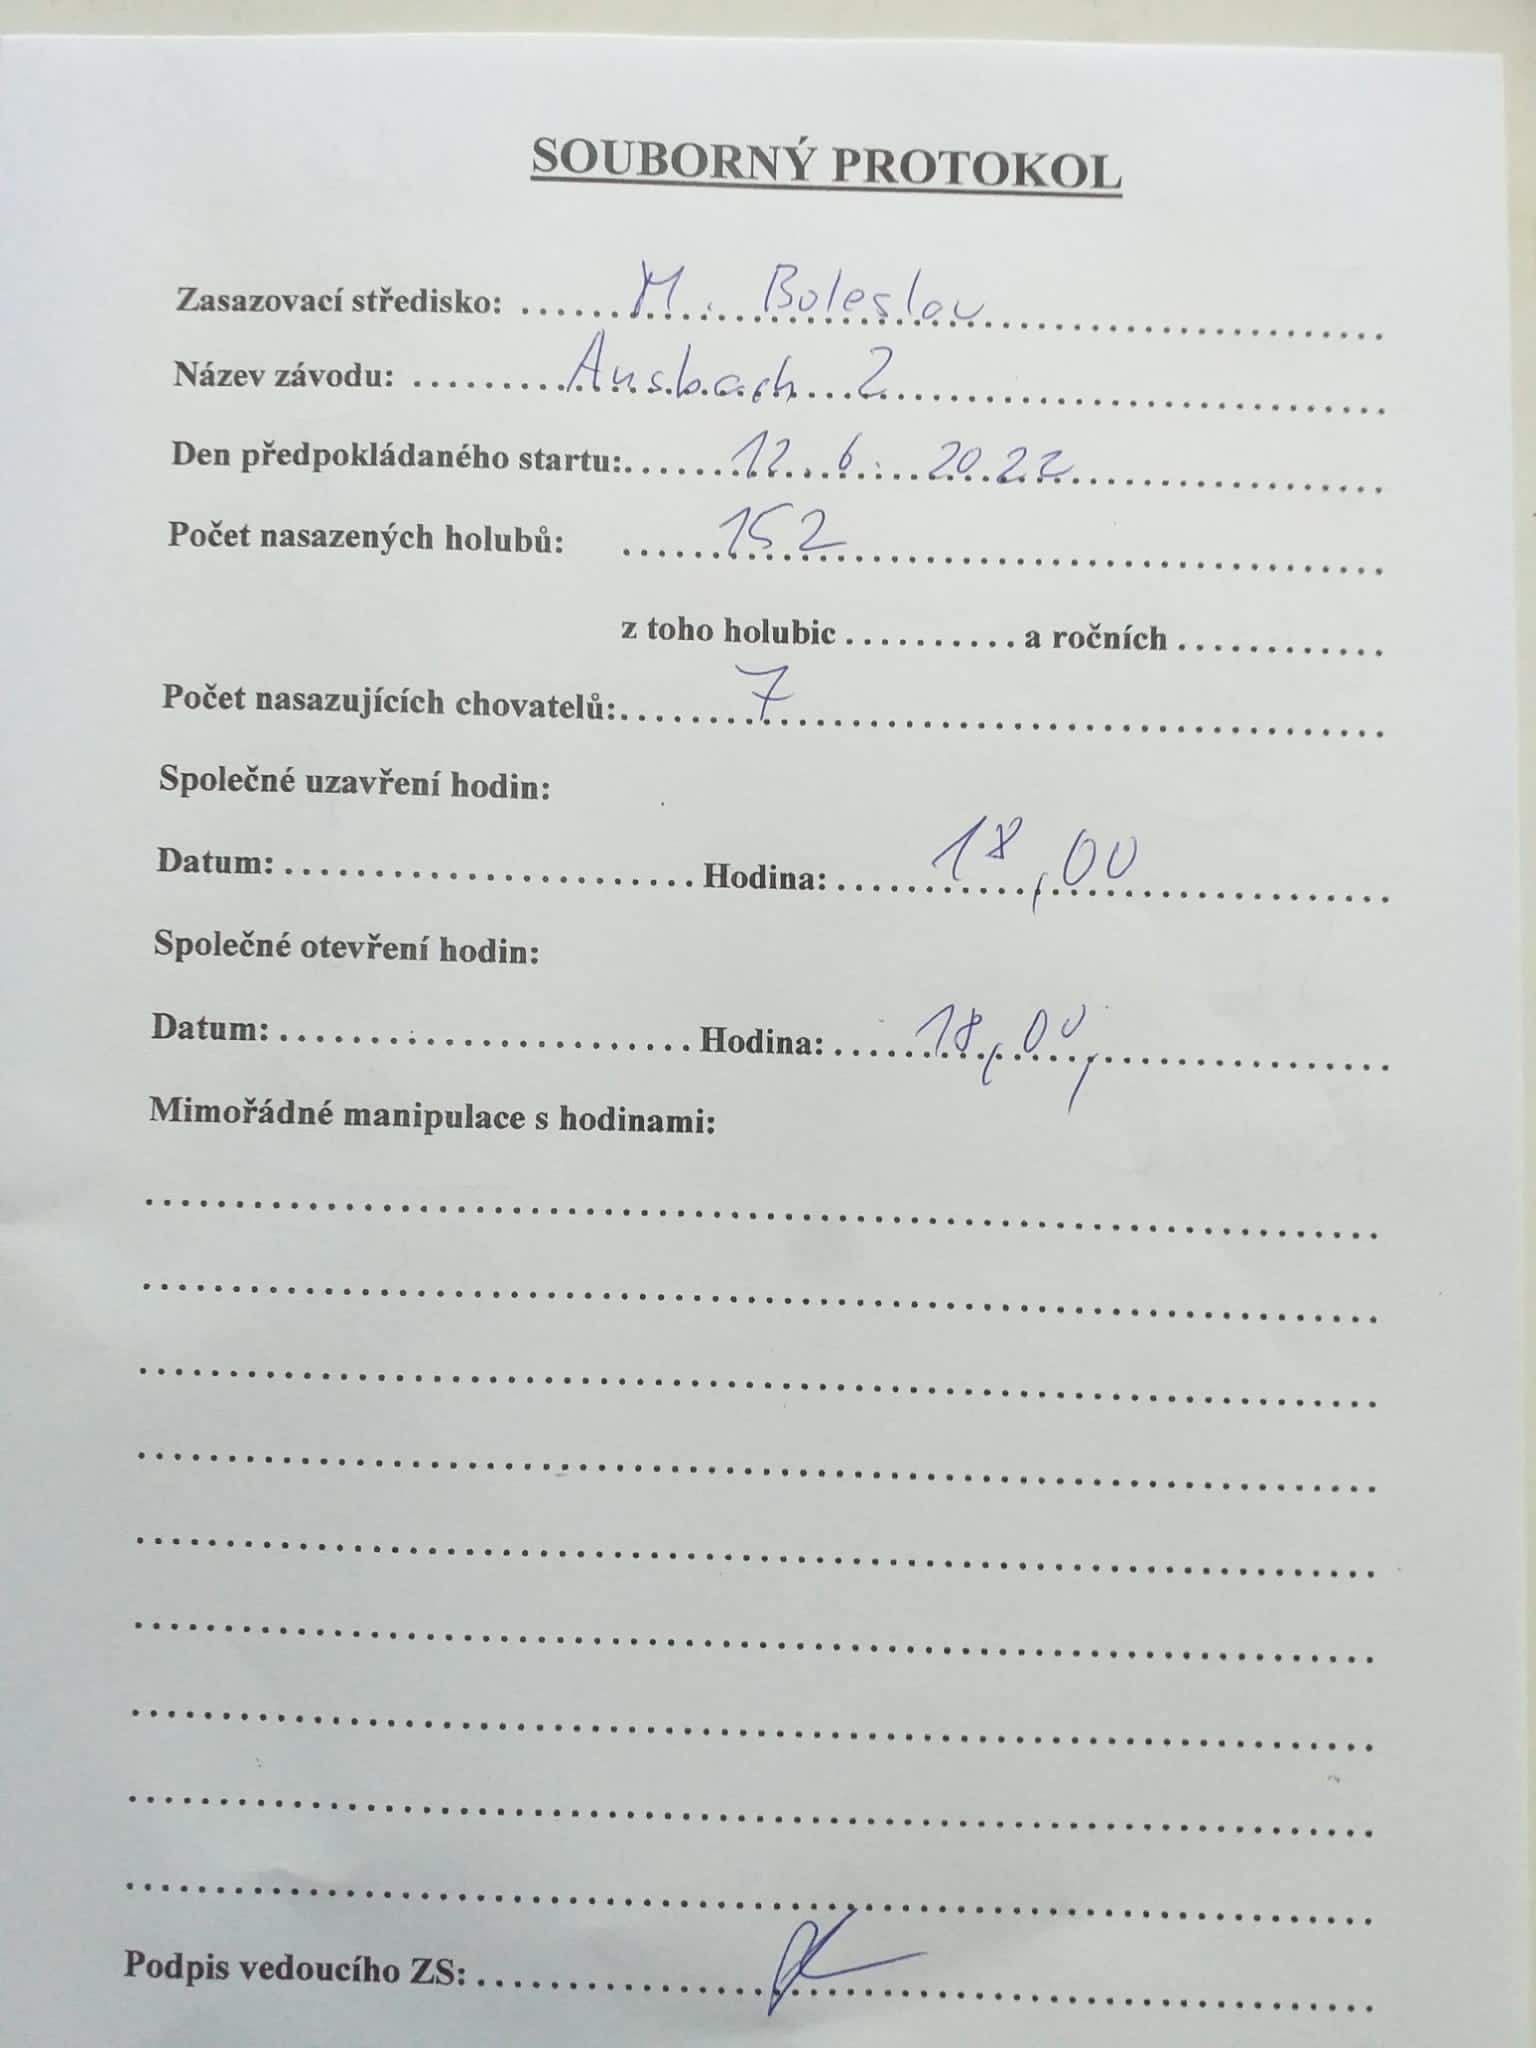 SOUBORNÝ PROTOKOL
Zasazovací středisko: M. Boleslav
Název závodu: Ansbach 2
Den předpokládaného startu: 12. 6. 2022
Počet nasazených holubů: 152
z toho holubic .......... a ročních ............
Počet nasazujících chovatelů: 7
Společné uzavření hodin:
Datum: ....................... Hodina: 18,00
Společné otevření hodin:
Datum: ....................... Hodina: 18,00
Mimořádné manipulace s hodinami:
Podpis vedoucího ZS: